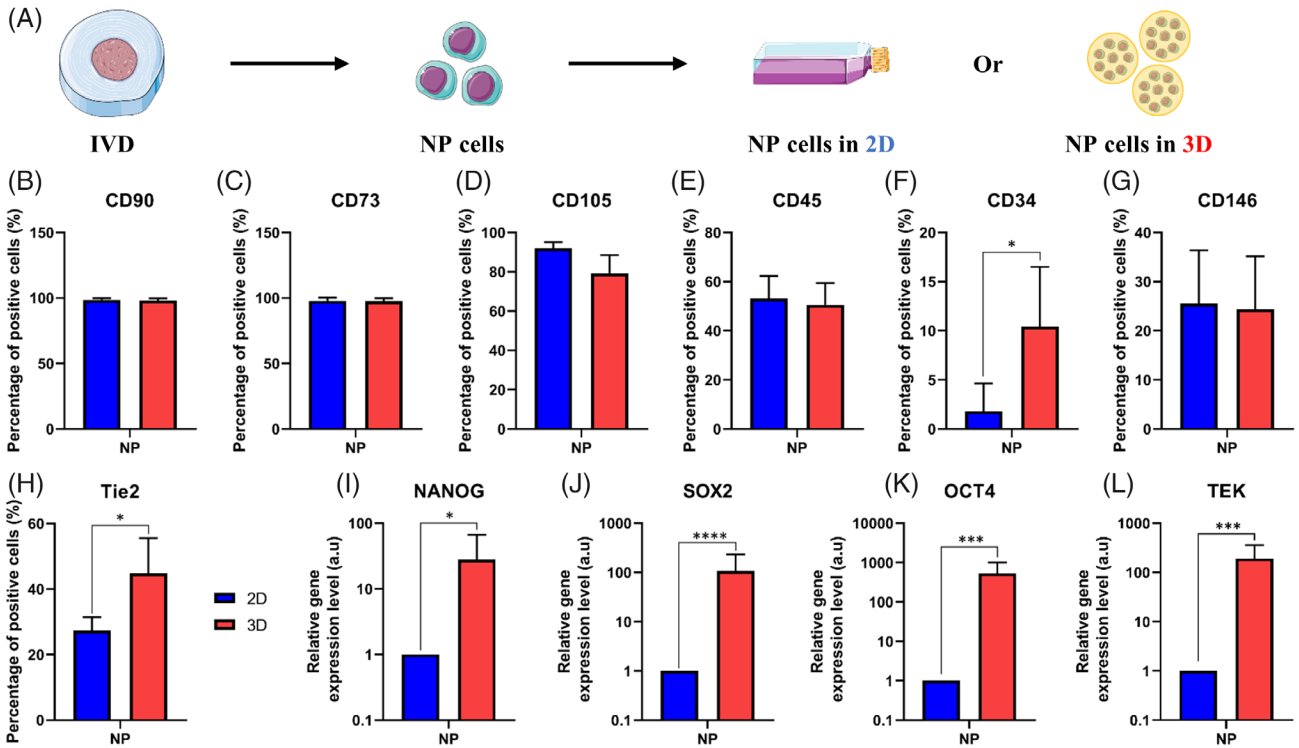 (A)
Or
IVD
NP cells
NP cells in 2D
NP cells in 3D
(B)
CD90
Percentage of positive cells (%)
150
100
50
0
NP
(C)
CD73
Percentage of positive cells (%)
150
100
50
0
NP
(D)
CD105
Percentage of positive cells (%)
100
80
60
40
20
0
NP
(E)
CD45
Percentage of positive cells (%)
80
60
40
20
0
NP
(F)
CD34
Percentage of positive cells (%)
20
15
10
5
0
*
NP
(G)
CD146
Percentage of positive cells (%)
40
30
20
10
0
NP
(H)
Tie2
Percentage of positive cells (%)
60
40
20
0
*
NP
2D
3D
(I)
NANOG
Relative gene
expression level (a.u)
100
10
1
0.1
*
NP
(J)
SOX2
Relative gene
expression level (a.u)
1000
100
10
1
0.1
****
NP
(K)
OCT4
Relative gene
expression level (a.u)
10000
1000
100
10
1
0.1
***
NP
(L)
TEK
Relative gene
expression level (a.u)
1000
100
10
1
0.1
***
NP